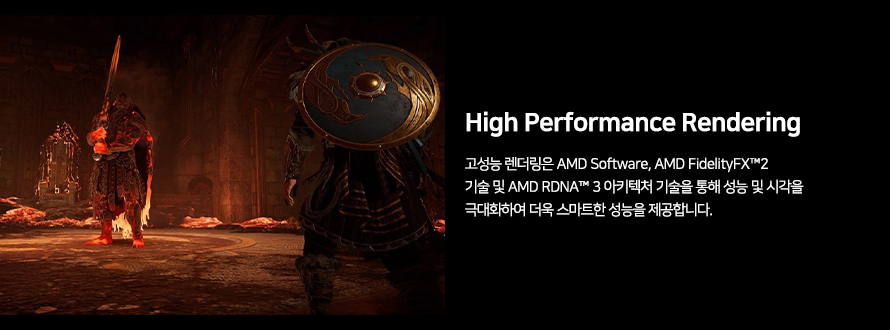 High Performance Rendering
고성능 렌더링은 AMD Software, AMD FidelityFX™2
기술 및 AMD RDNA™ 3 아키텍처 기술을 통해 성능 및 시각을
극대화하여 더욱 스마트한 성능을 제공합니다.